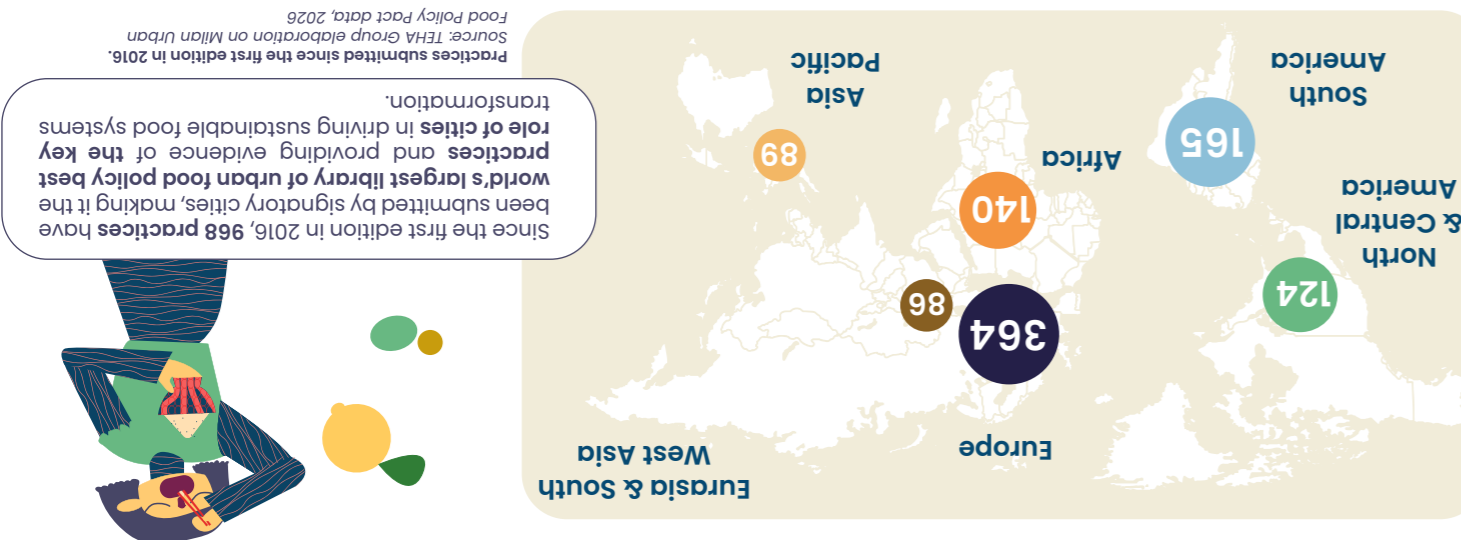 Eurasia & South
West Asia
Europe
364
86
124
North
& Central
America
140
Africa
165
89
South
America
Asia
Pacific
Since the first edition in 2016, 968 practices have
been submitted by signatory cities, making it the
world's largest library of urban food policy best
practices and providing evidence of the key
role of cities in driving sustainable food systems
transformation.
Practices submitted since the first edition in 2016.
Source: TEHA Group elaboration on Milan Urban
Food Policy Pact data, 2026